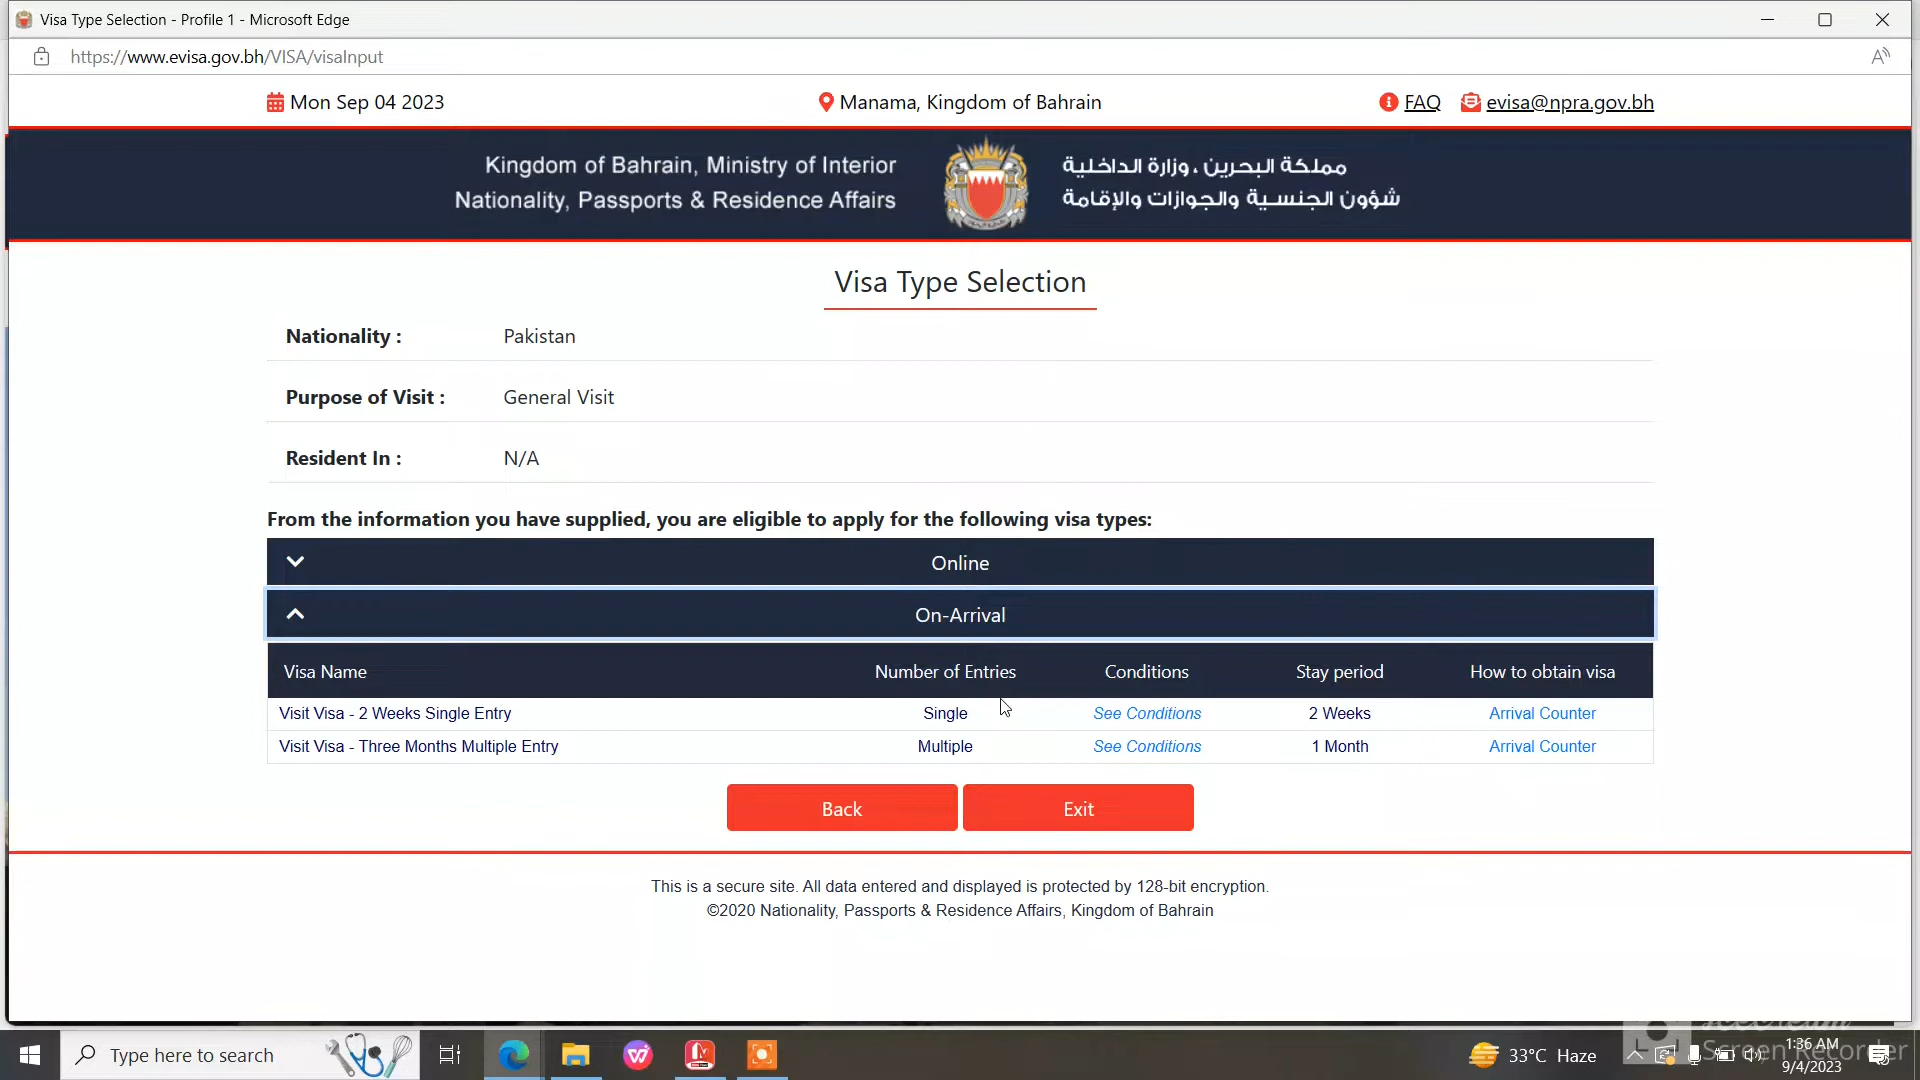 Visa Type Selection - Profile 1 - Microsoft Edge
https://www.evisa.gov.bh/VISA/visaInput
Mon Sep 04 2023
Manama, Kingdom of Bahrain
FAQ
evisa@npra.gov.bh
Kingdom of Bahrain, Ministry of Interior
Nationality, Passports & Residence Affairs
مملكة البحرين ، وزارة الداخلية
شؤون الجنسية والجوازات والإقامة
Visa Type Selection
Nationality : Pakistan
Purpose of Visit : General Visit
Resident In : N/A
From the information you have supplied, you are eligible to apply for the following visa types:
Online
On-Arrival
Visa Name Number of Entries Conditions Stay period How to obtain visa
Visit Visa - 2 Weeks Single Entry Single See Conditions 2 Weeks Arrival Counter
Visit Visa - Three Months Multiple Entry Multiple See Conditions 1 Month Arrival Counter
Back Exit
This is a secure site. All data entered and displayed is protected by 128-bit encryption.
©2020 Nationality, Passports & Residence Affairs, Kingdom of Bahrain
Type here to search
33°C Haze
Screen Recorder
1:36 AM
9/4/2023